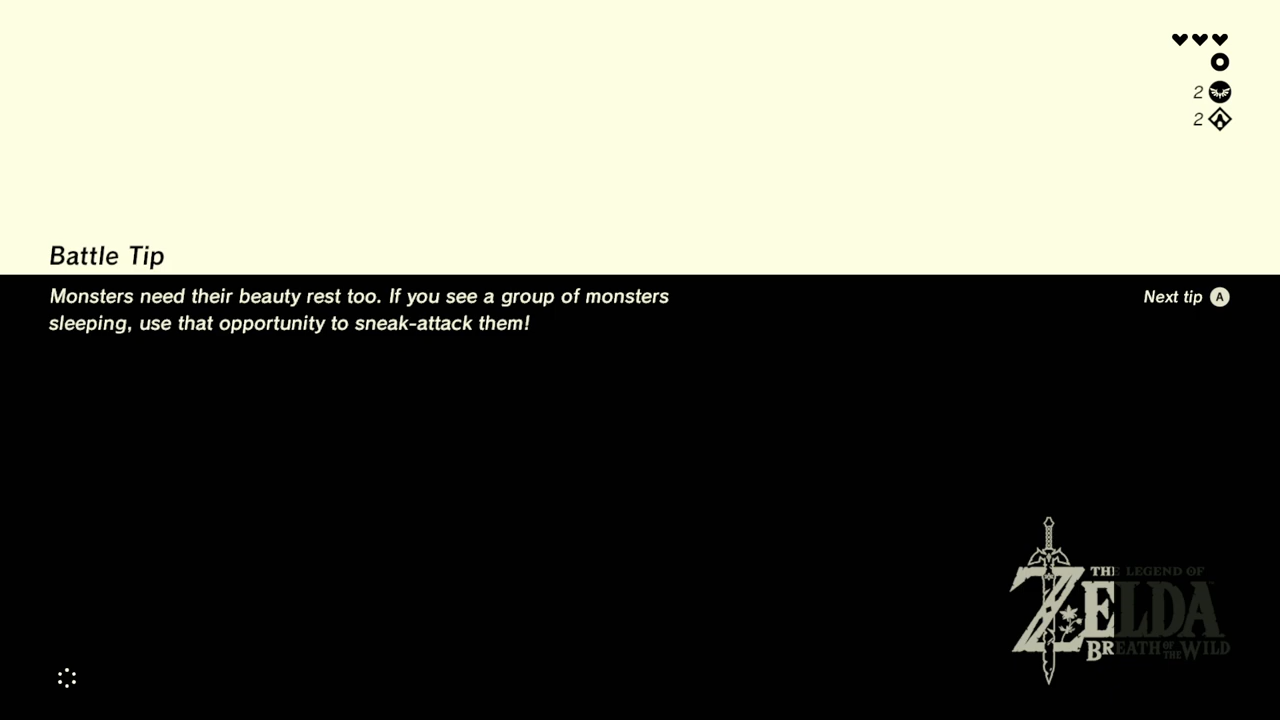 2
2
Battle Tip
Monsters need their beauty rest too. If you see a group of monsters
sleeping, use that opportunity to sneak-attack them!
Next tip A
THE LEGEND OF
ZELDA
BREATH OF THE WILD